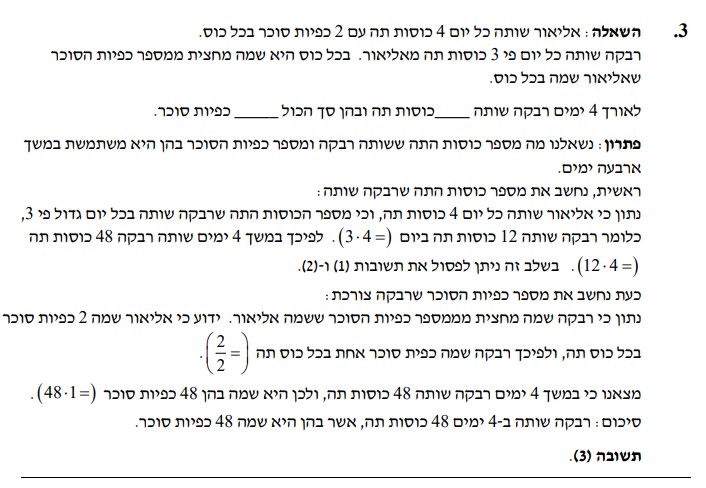 3. השאלה : אליאור שותה כל יום 4 כוסות תה עם 2 כפיות סוכר בכל כוס.
רבקה שותה כל יום פי 3 כוסות תה מאליאור. בכל כוס היא שמה מחצית ממספר כפיות הסוכר
שאליאור שמה בכל כוס.
לאורך 4 ימים רבקה שותה ____כוסות תה ובהן סך הכול _____ כפיות סוכר.
פתרון : נשאלנו מה מספר כוסות התה ששותה רבקה ומספר כפיות הסוכר בהן היא משתמשת במשך
ארבעה ימים.
ראשית, נחשב את מספר כוסות התה שרבקה שותה :
נתון כי אליאור שותה כל יום 4 כוסות תה, וכי מספר הכוסות התה שרבקה שותה בכל יום גדול פי 3,
כלומר רבקה שותה 12 כוסות תה ביום (= 3·4). לפיכך במשך 4 ימים שותה רבקה 48 כוסות תה
(= 12·4). בשלב זה ניתן לפסול את תשובות (1) ו-(2).
כעת נחשב את מספר כפיות הסוכר שרבקה צורכת :
נתון כי רבקה שמה מחצית מממספר כפיות הסוכר ששמה אליאור. ידוע כי אליאור שמה 2 כפיות סוכר
בכל כוס תה, ולפיכך רבקה שמה כפית סוכר אחת בכל כוס תה (= 2/2).
מצאנו כי במשך 4 ימים רבקה שותה 48 כוסות תה, ולכן היא שמה בהן 48 כפיות סוכר (= 48·1).
סיכום : רבקה שותה ב-4 ימים 48 כוסות תה, אשר בהן היא שמה 48 כפיות סוכר.
תשובה (3).